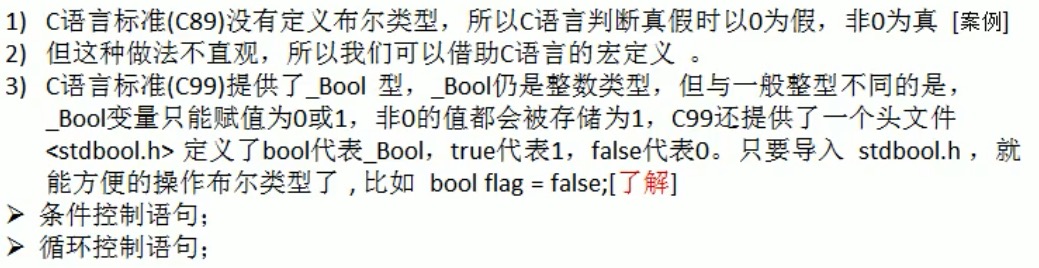 1) C语言标准(C89)没有定义布尔类型，所以C语言判断真假时以0为假，非0为真 [案例]
2) 但这种做法不直观，所以我们可以借助C语言的宏定义 。
3) C语言标准(C99)提供了_Bool 型，_Bool仍是整数类型，但与一般整型不同的是，
_Bool变量只能赋值为0或1，非0的值都会被存储为1，C99还提供了一个头文件
<stdbool.h> 定义了bool代表_Bool，true代表1，false代表0。只要导入 stdbool.h ，就
能方便的操作布尔类型了 , 比如 bool flag = false;[了解]
➢ 条件控制语句；
➢ 循环控制语句；